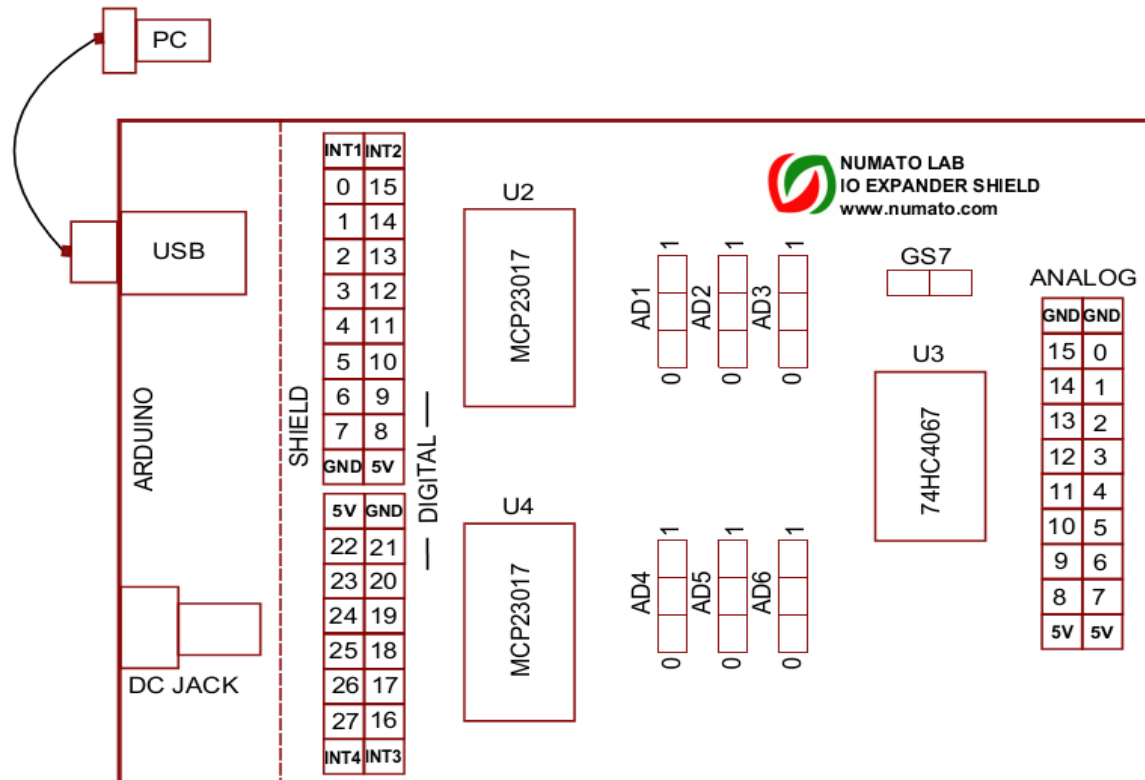 PC
USB
ARDUINO
DC JACK
SHIELD
INT1 INT2
0 15
1 14
2 13
3 12
4 11
5 10
6 9
7 8
GND 5V
5V GND
22 21
23 20
24 19
25 18
26 17
27 16
INT4 INT3
DIGITAL
U2
MCP23017
U4
MCP23017
NUMATO LAB
IO EXPANDER SHIELD
www.numato.com
AD1 1 0
AD2 1 0
AD3 1 0
AD4 1 0
AD5 1 0
AD6 1 0
GS7
U3
74HC4067
ANALOG
GND GND
15 0
14 1
13 2
12 3
11 4
10 5
9 6
8 7
5V 5V